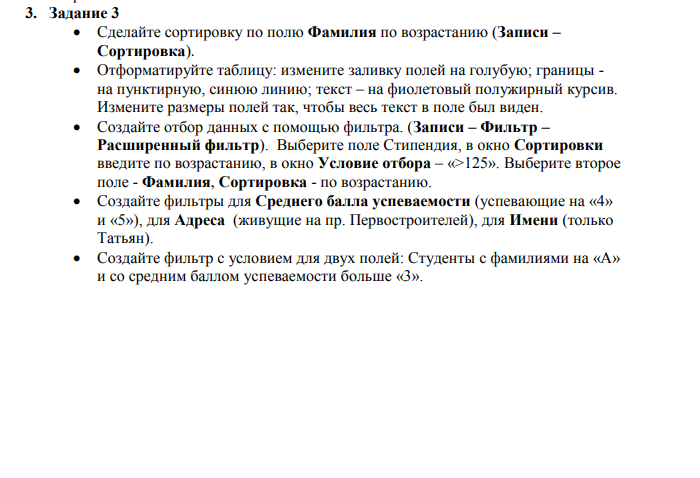 3. Задание 3
• Сделайте сортировку по полю Фамилия по возрастанию (Записи –
Сортировка).
• Отформатируйте таблицу: измените заливку полей на голубую; границы -
на пунктирную, синюю линию; текст – на фиолетовый полужирный курсив.
Измените размеры полей так, чтобы весь текст в поле был виден.
• Создайте отбор данных с помощью фильтра. (Записи – Фильтр –
Расширенный фильтр). Выберите поле Стипендия, в окно Сортировки
введите по возрастанию, в окно Условие отбора – «>125». Выберите второе
поле - Фамилия, Сортировка - по возрастанию.
• Создайте фильтры для Среднего балла успеваемости (успевающие на «4»
и «5»), для Адреса (живущие на пр. Первостроителей), для Имени (только
Татьян).
• Создайте фильтр с условием для двух полей: Студенты с фамилиями на «А»
и со средним баллом успеваемости больше «3».